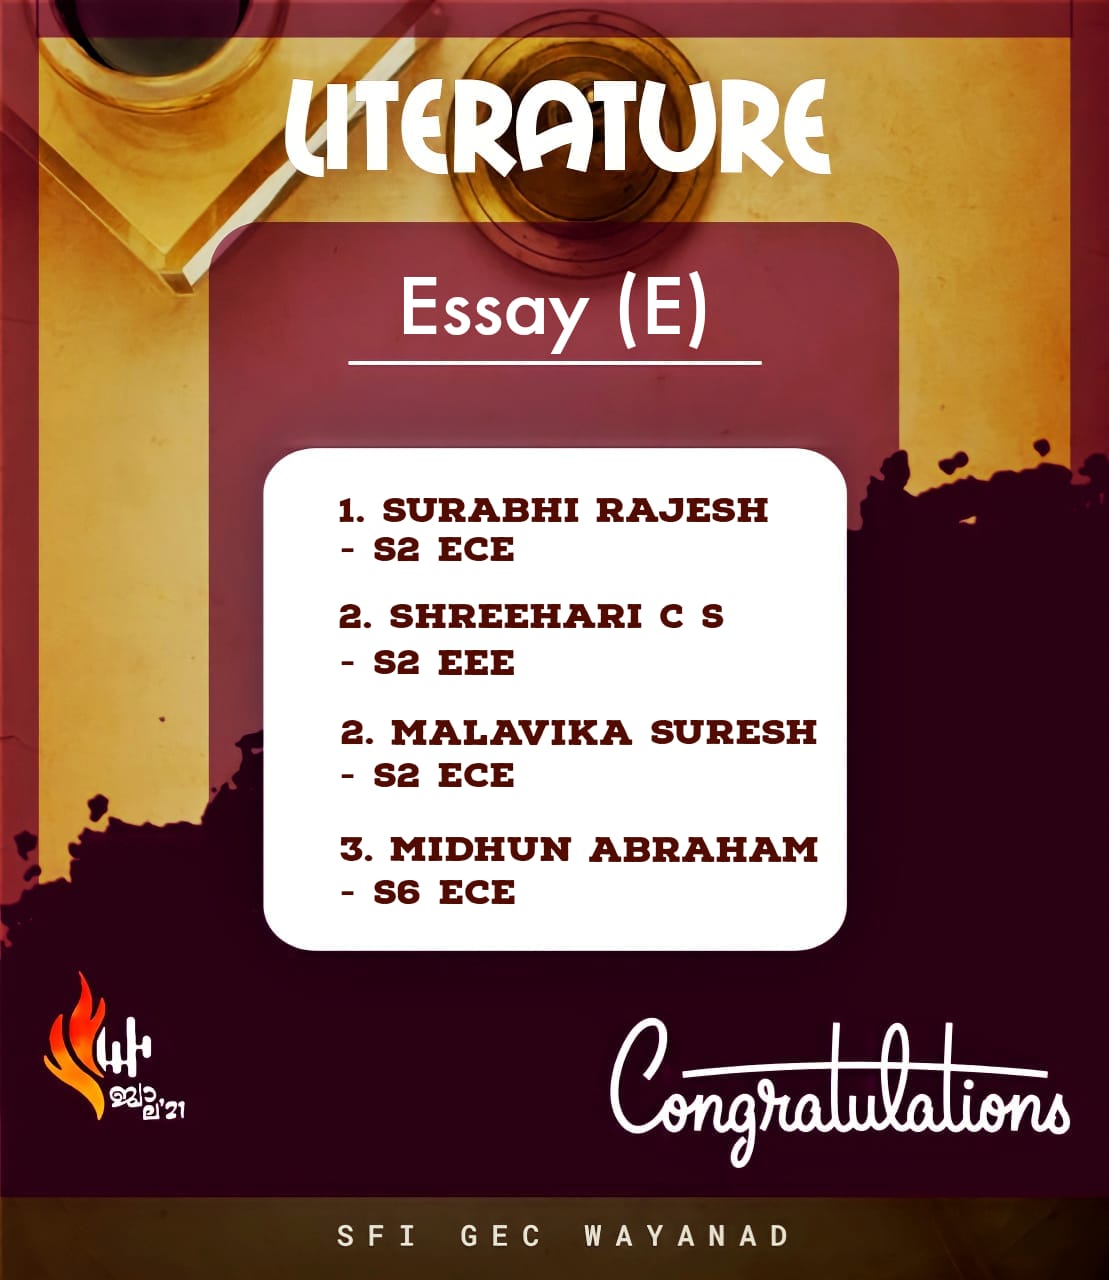 LITERATURE
Essay (E)
1. SURABHI RAJESH
- S2 ECE
2. SHREEHARI C S
- S2 EEE
2. MALAVIKA SURESH
- S2 ECE
3. MIDHUN ABRAHAM
- S6 ECE
ജ്വാ
ല'21
Congratulations
SFI GEC WAYANAD